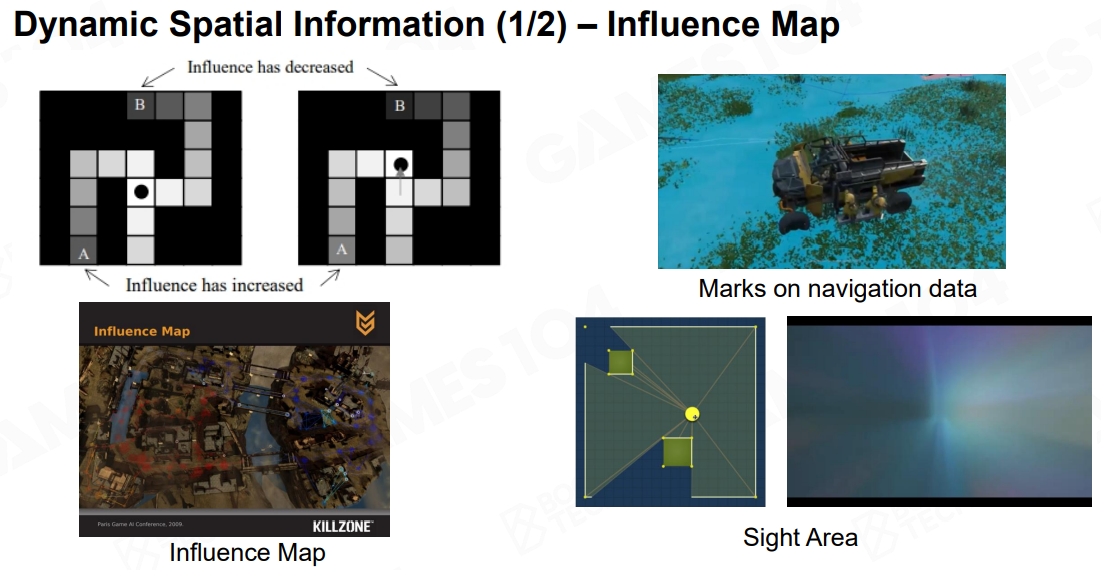 Dynamic Spatial Information (1/2) – Influence Map
Influence has decreased
B
A
B
A
Influence has increased
Marks on navigation data
Influence Map
Paris Game AI Conference, 2009.
KILLZONE
Influence Map
Sight Area
GAMES104